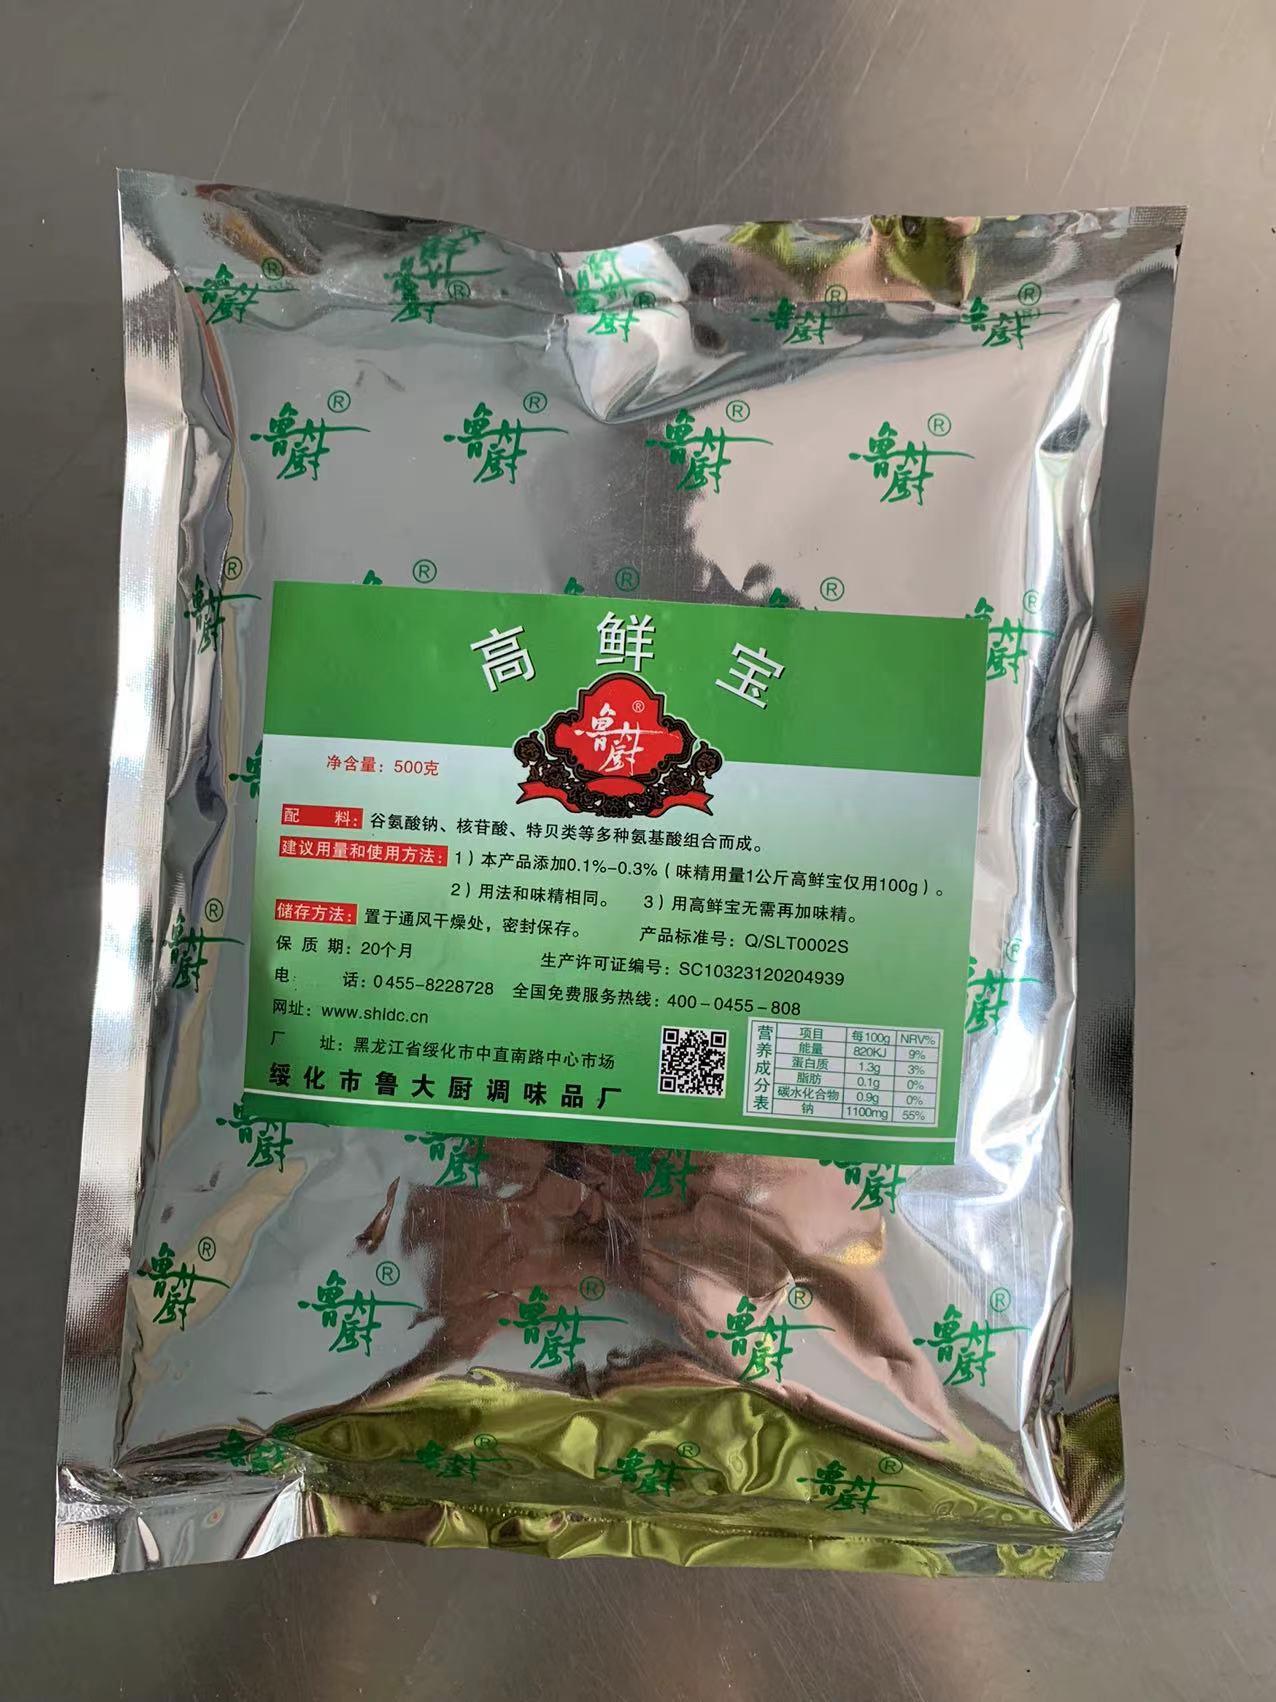 高鲜宝
鲁厨®
净含量：500克
配 料：谷氨酸钠、核苷酸、特贝类等多种氨基酸组合而成。
建议用量和使用方法：1）本产品添加0.1%-0.3%（味精用量1公斤高鲜宝仅用100g）。
2）用法和味精相同。 3）用高鲜宝无需再加味精。
储存方法：置于通风干燥处，密封保存。 产品标准号：Q/SLT0002S
保 质 期：20个月 生产许可证编号：SC10323120204939
电 话：0455-8228728 全国免费服务热线：400-0455-808
网址：www.shldc.cn
厂 址：黑龙江省绥化市中直南路中心市场
绥化市鲁大厨调味品厂
营养成分表
项目 每100g NRV%
能量 820KJ 9%
蛋白质 1.3g 3%
脂肪 0.1g 0%
碳水化合物 0.9g 0%
钠 1100mg 55%